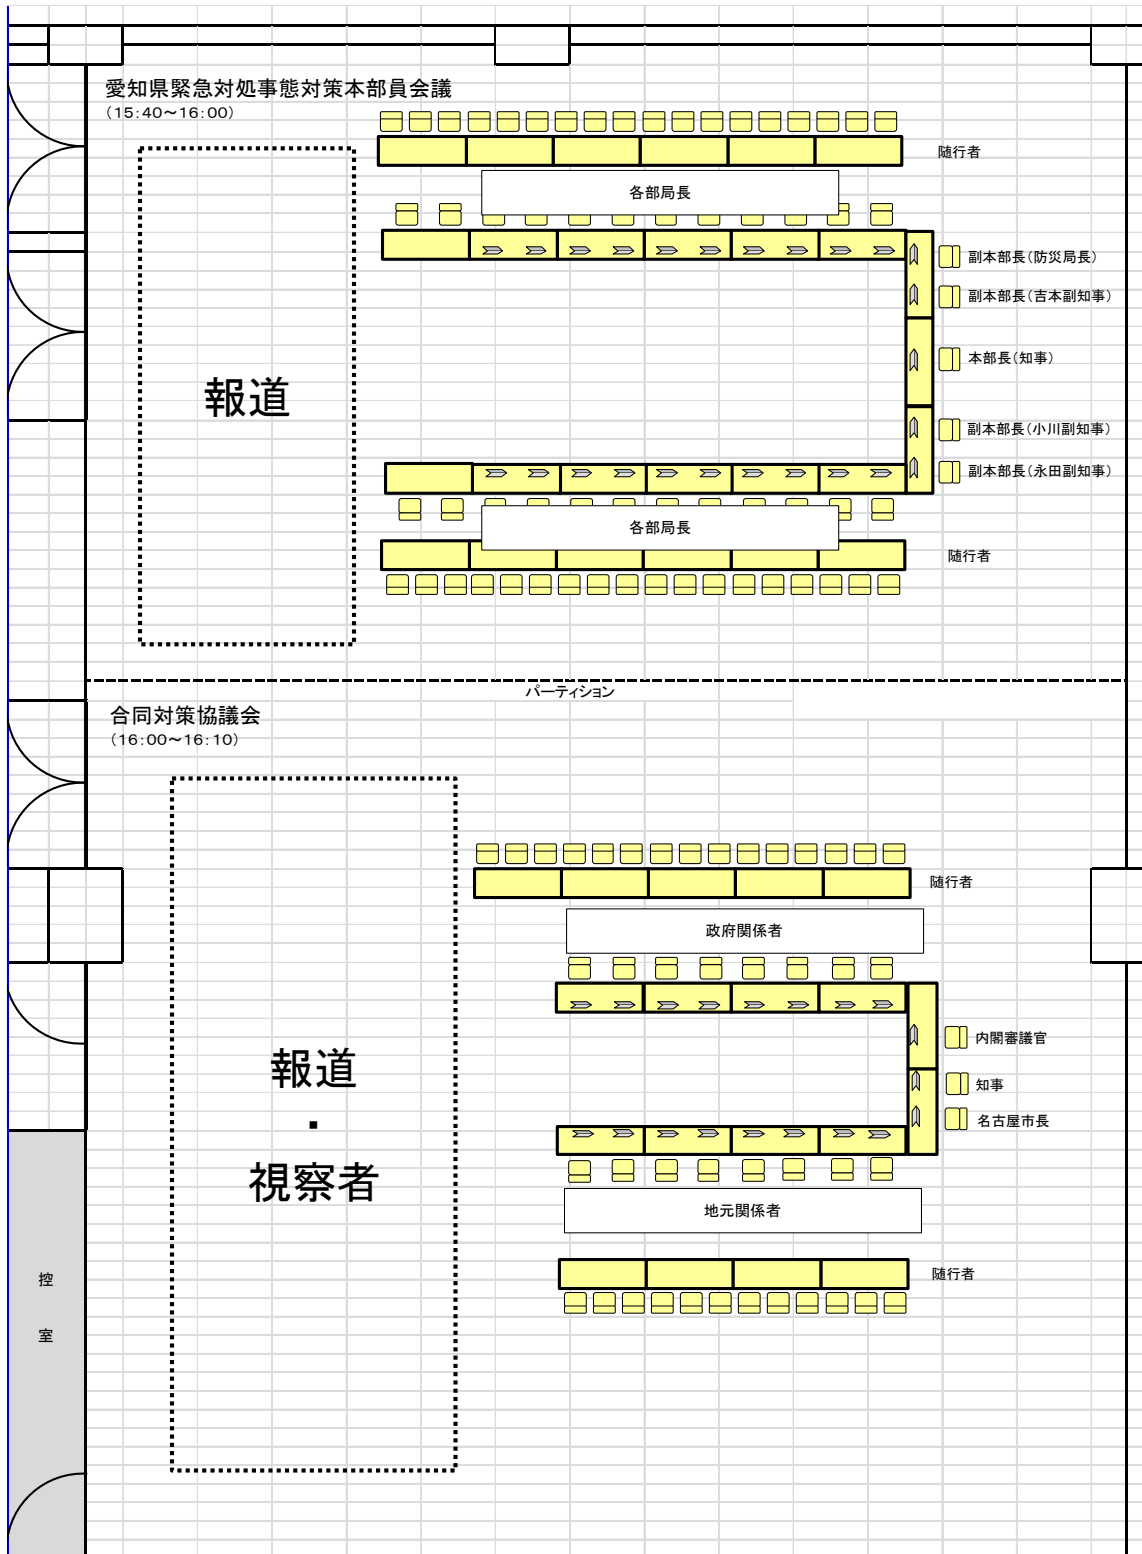 愛知県緊急対処事態対策本部員会議
(15:40～16:00)
随行者
各部局長
副本部長(防災局長)
副本部長(吉本副知事)
本部長(知事)
報道
副本部長(小川副知事)
副本部長(永田副知事)
各部局長
随行者
パーティション
合同対策協議会
(16:00～16:10)
随行者
政府関係者
内閣審議官
報道
知事
・
名古屋市長
視察者
地元関係者
随行者
控
室